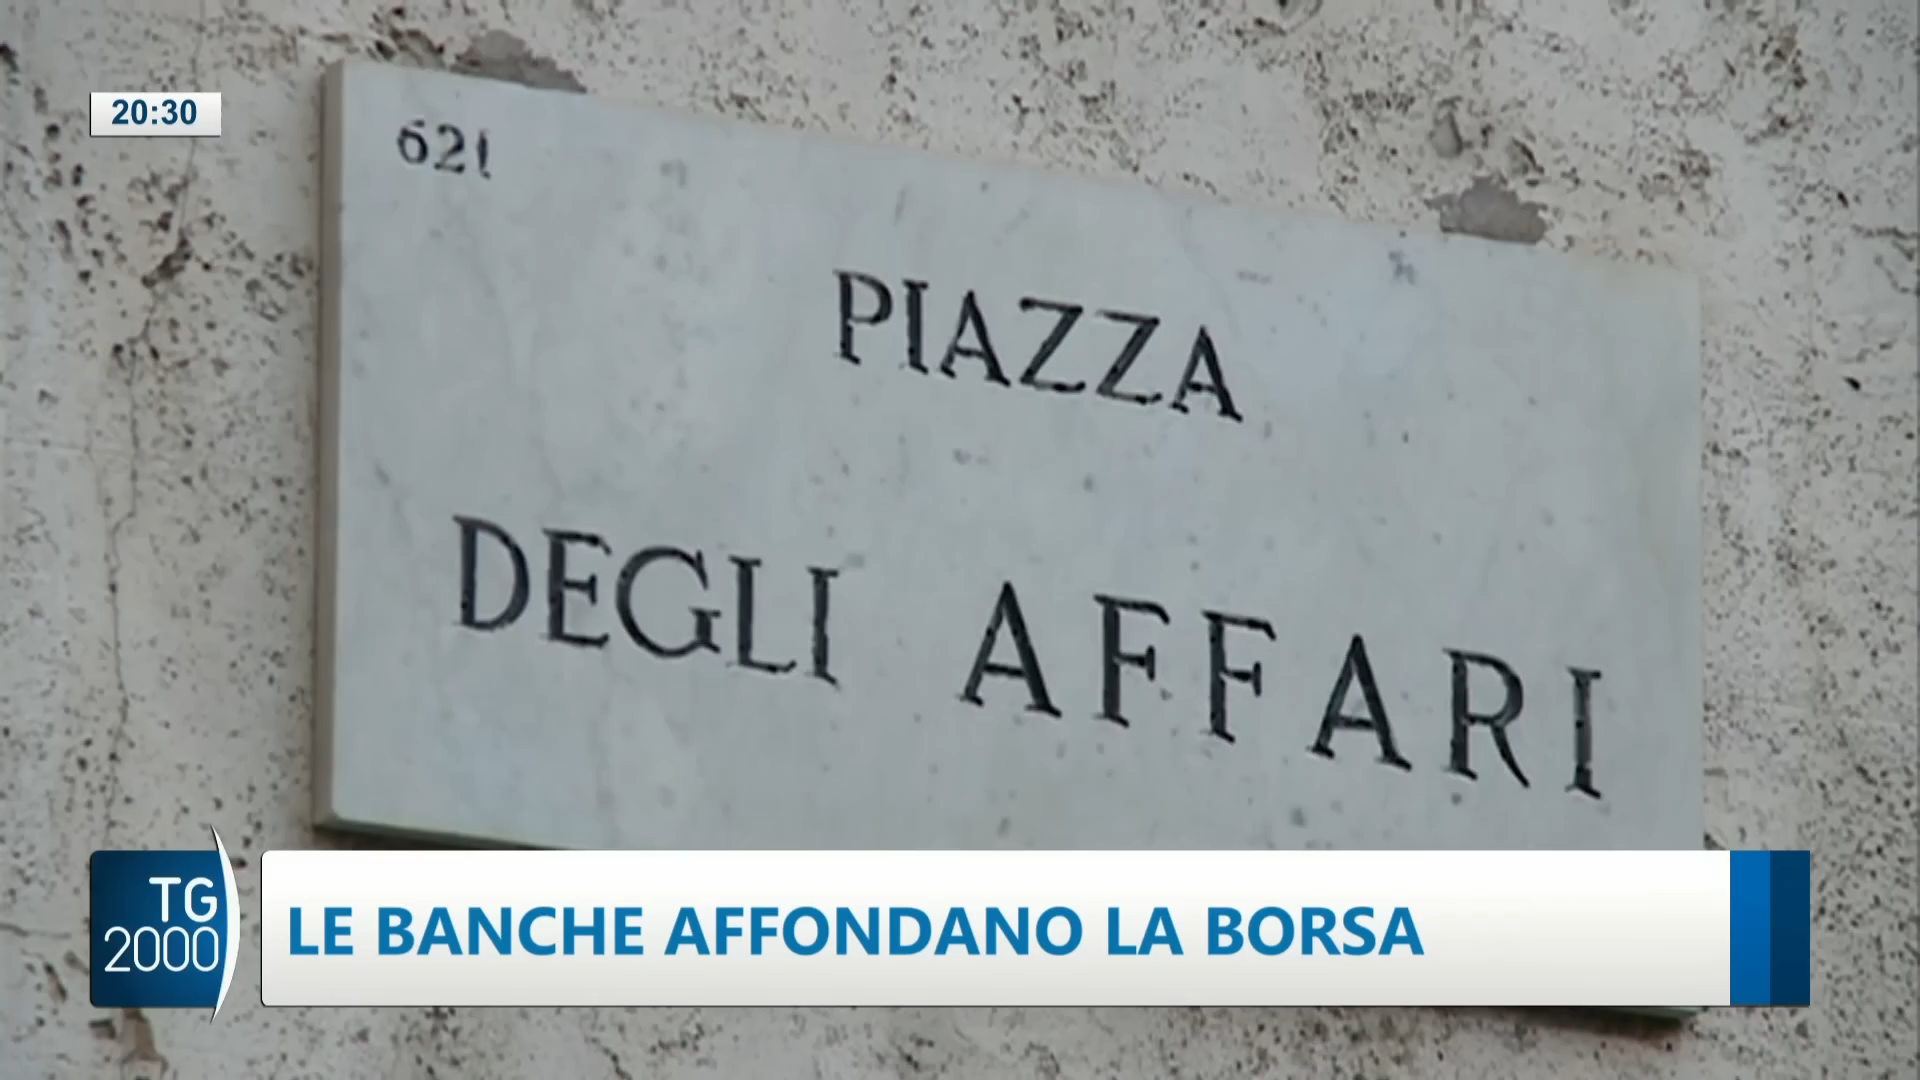 20:30
621
PIAZZA
DEGLI AFFARI
TG
2000
LE BANCHE AFFONDANO LA BORSA